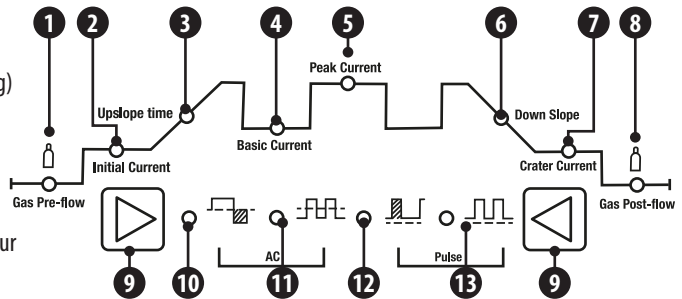 1 2 3 4 5 6 7 8
g)
Peak Current
Upslope time
Down Slope
Basic Current
Initial Current
Crater Current
Gas Pre-flow
Gas Post-flow
ur
AC
Pulse
9 10 11 12 13 9